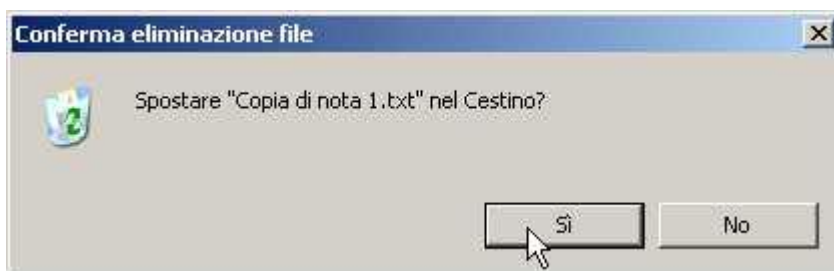 Conferma eliminazione file
Spostare "Copia di nota 1.txt" nel Cestino?
Sì
No